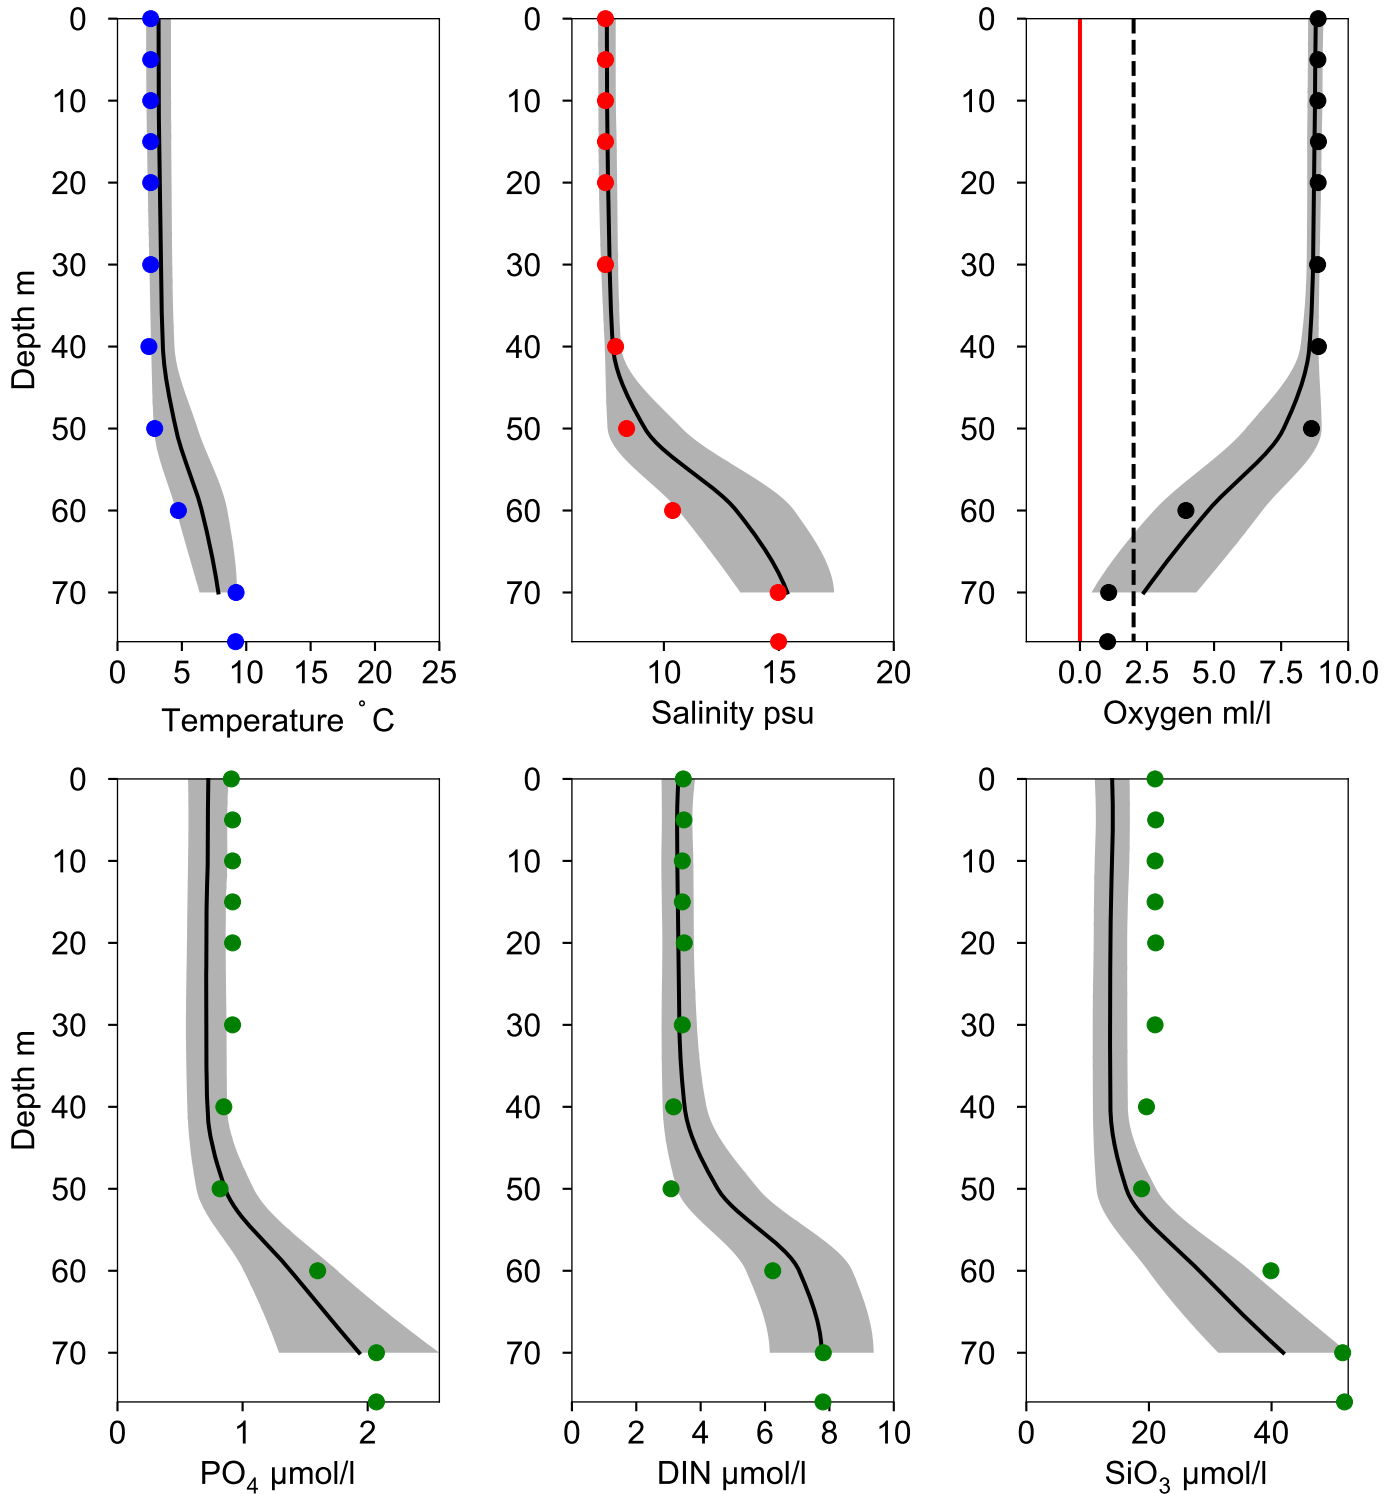 0 0 0
10 10 10
20 20 20
30 30 30
40 40 40
50 50 50
60 60 60
70 70 70
Depth m
0 5 10 15 20 25 10 15 20 0.0 2.5 5.0 7.5 10.0
Temperature °C Salinity psu Oxygen ml/l
0 0 0
10 10 10
20 20 20
30 30 30
40 40 40
50 50 50
60 60 60
70 70 70
Depth m
0 1 2 0 2 4 6 8 10 0 20 40
PO₄ µmol/l DIN µmol/l SiO₃ µmol/l